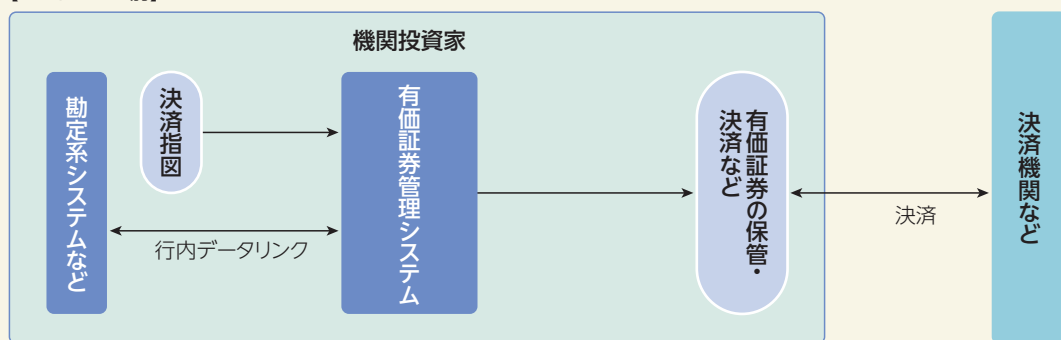 機関投資家
勘定系システムなど
決済指図
行内データリンク
有価証券管理システム
有価証券の保管・
決済など
決済
決済機関など